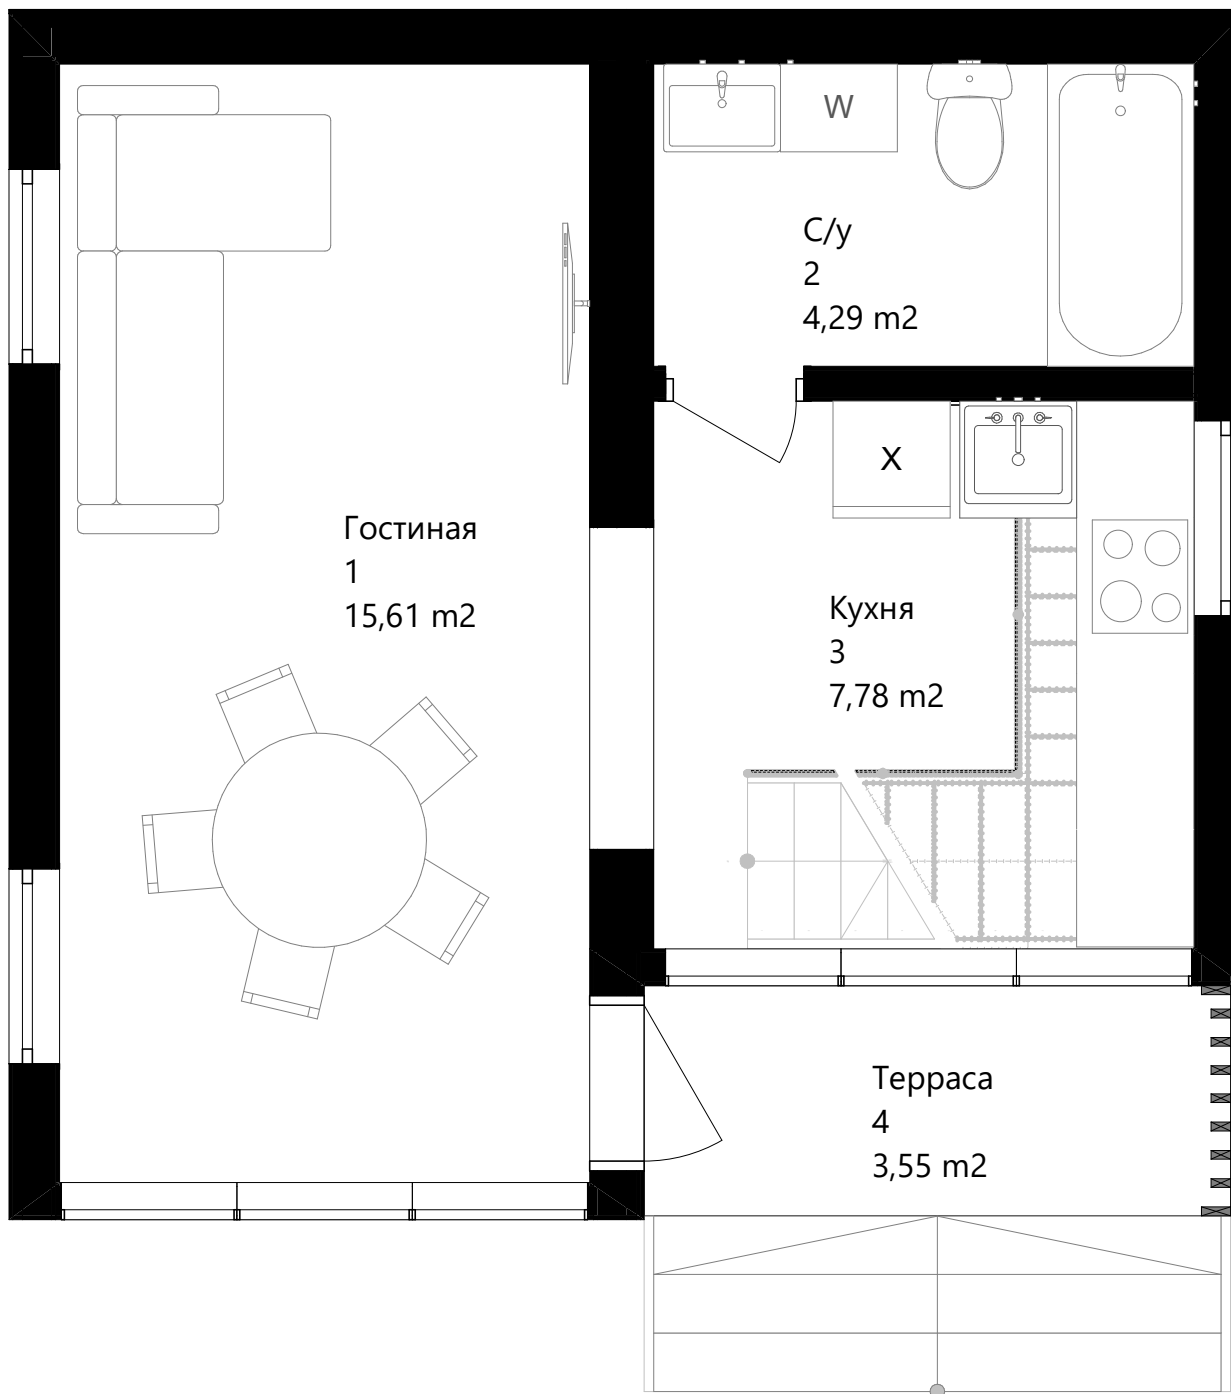 W
С/у
2
4,29 m2
X
Гостиная
1
15,61 m2
Кухня
3
7,78 m2
Терраса
4
3,55 m2